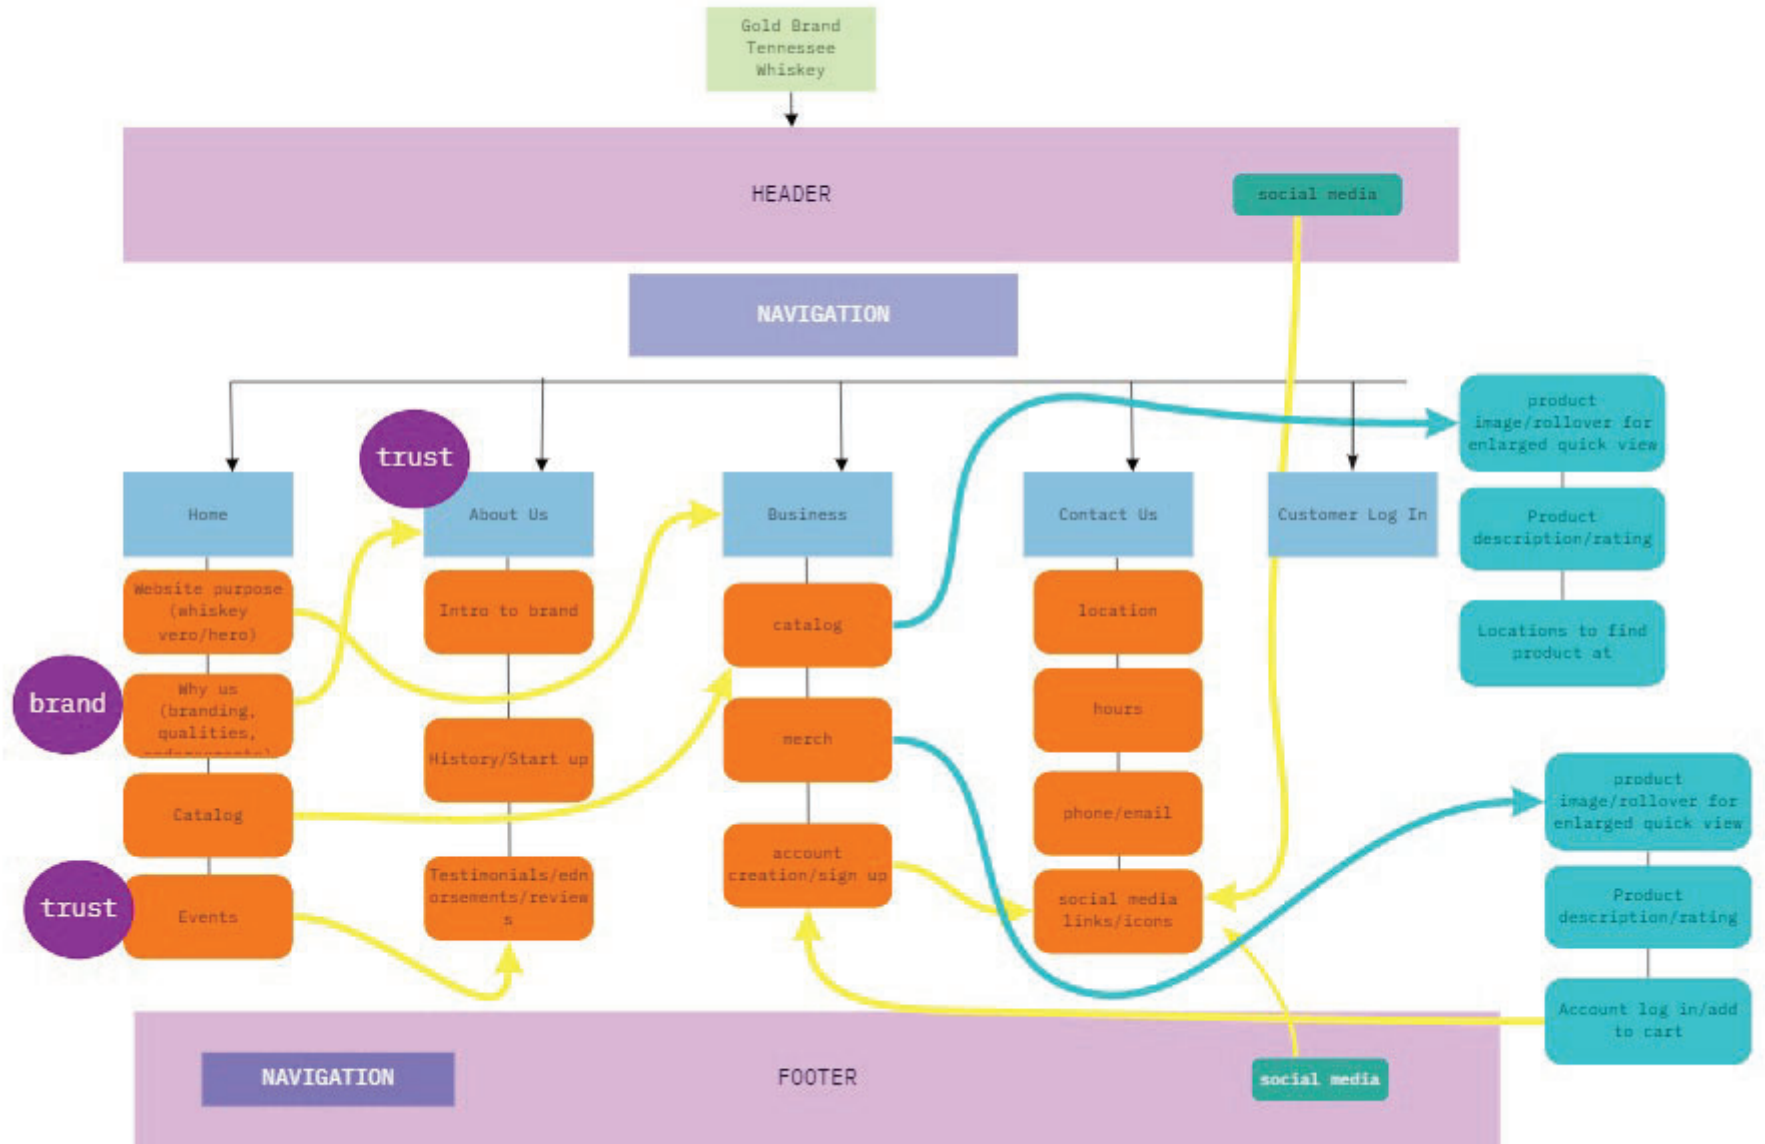 Gold Brand
Tennessee
Whiskey
HEADER
social media
NAVIGATION
trust
Home
About Us
Business
Contact Us
Customer Log In
product
image/rollover for
enlarged quick view
Product
description/rating
Locations to find
product at
Website purpose
(whiskey
vero/hero)
brand
Why us
(branding,
qualities,
Catalog
trust
Events
Intro to brand
History/Start up
Testimonials/edn
orsements/review
s
catalog
merch
account
creation/sign up
location
hours
phone/email
social media
links/icons
product
image/rollover for
enlarged quick view
Product
description/rating
Account log in/add
to cart
NAVIGATION
FOOTER
social media